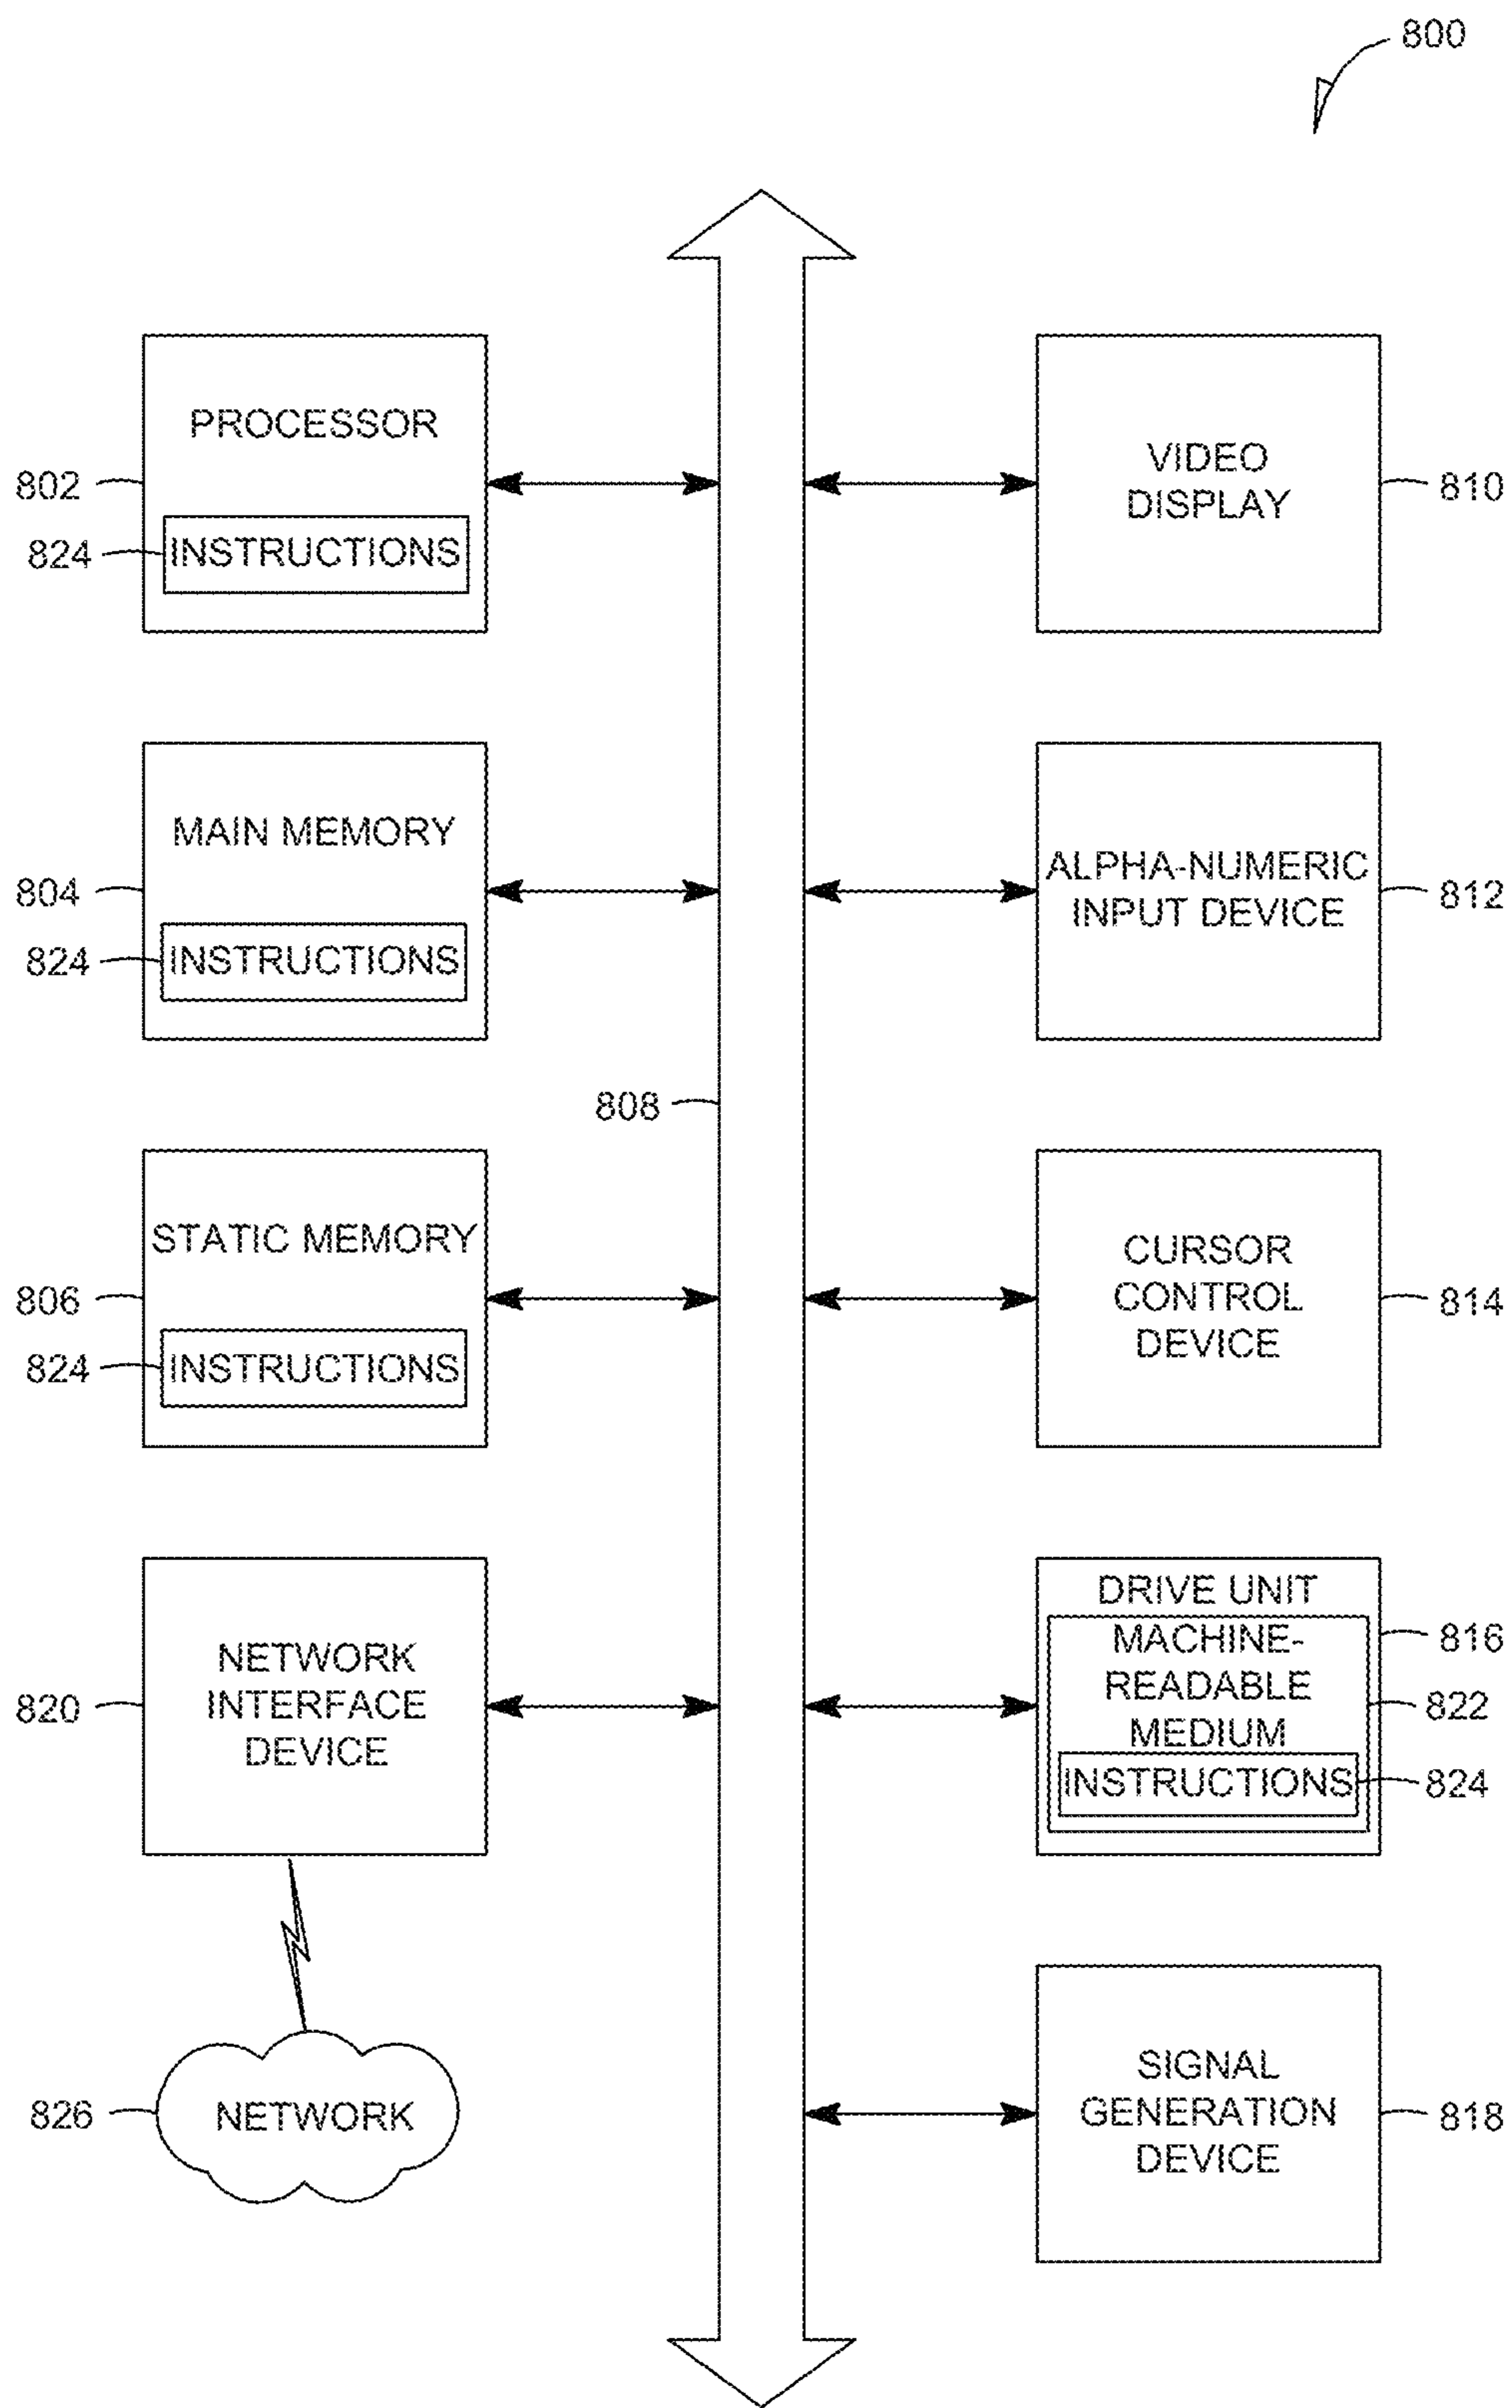 800
PROCESSOR
802
824
INSTRUCTIONS
MAIN MEMORY
804
824
INSTRUCTIONS
808
STATIC MEMORY
806
824
INSTRUCTIONS
NETWORK
INTERFACE
DEVICE
820
NETWORK
826
VIDEO
DISPLAY
810
ALPHA-NUMERIC
INPUT DEVICE
812
CURSOR
CONTROL
DEVICE
814
DRIVE UNIT
816
MACHINE-
READABLE
MEDIUM
822
INSTRUCTIONS
824
SIGNAL
GENERATION
DEVICE
818